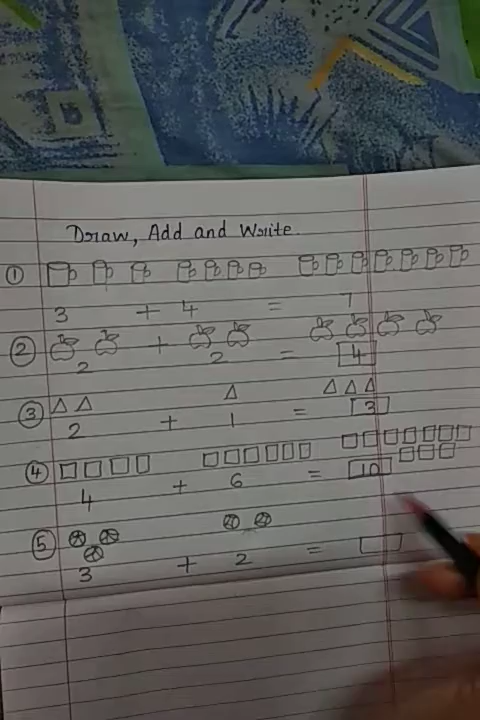 Draw, Add and Write.
① 3 + 4 = 7
② 2 + 2 = 4
③ 2 + 1 = 3
④ 4 + 6 = 10
⑤ 3 + 2 =